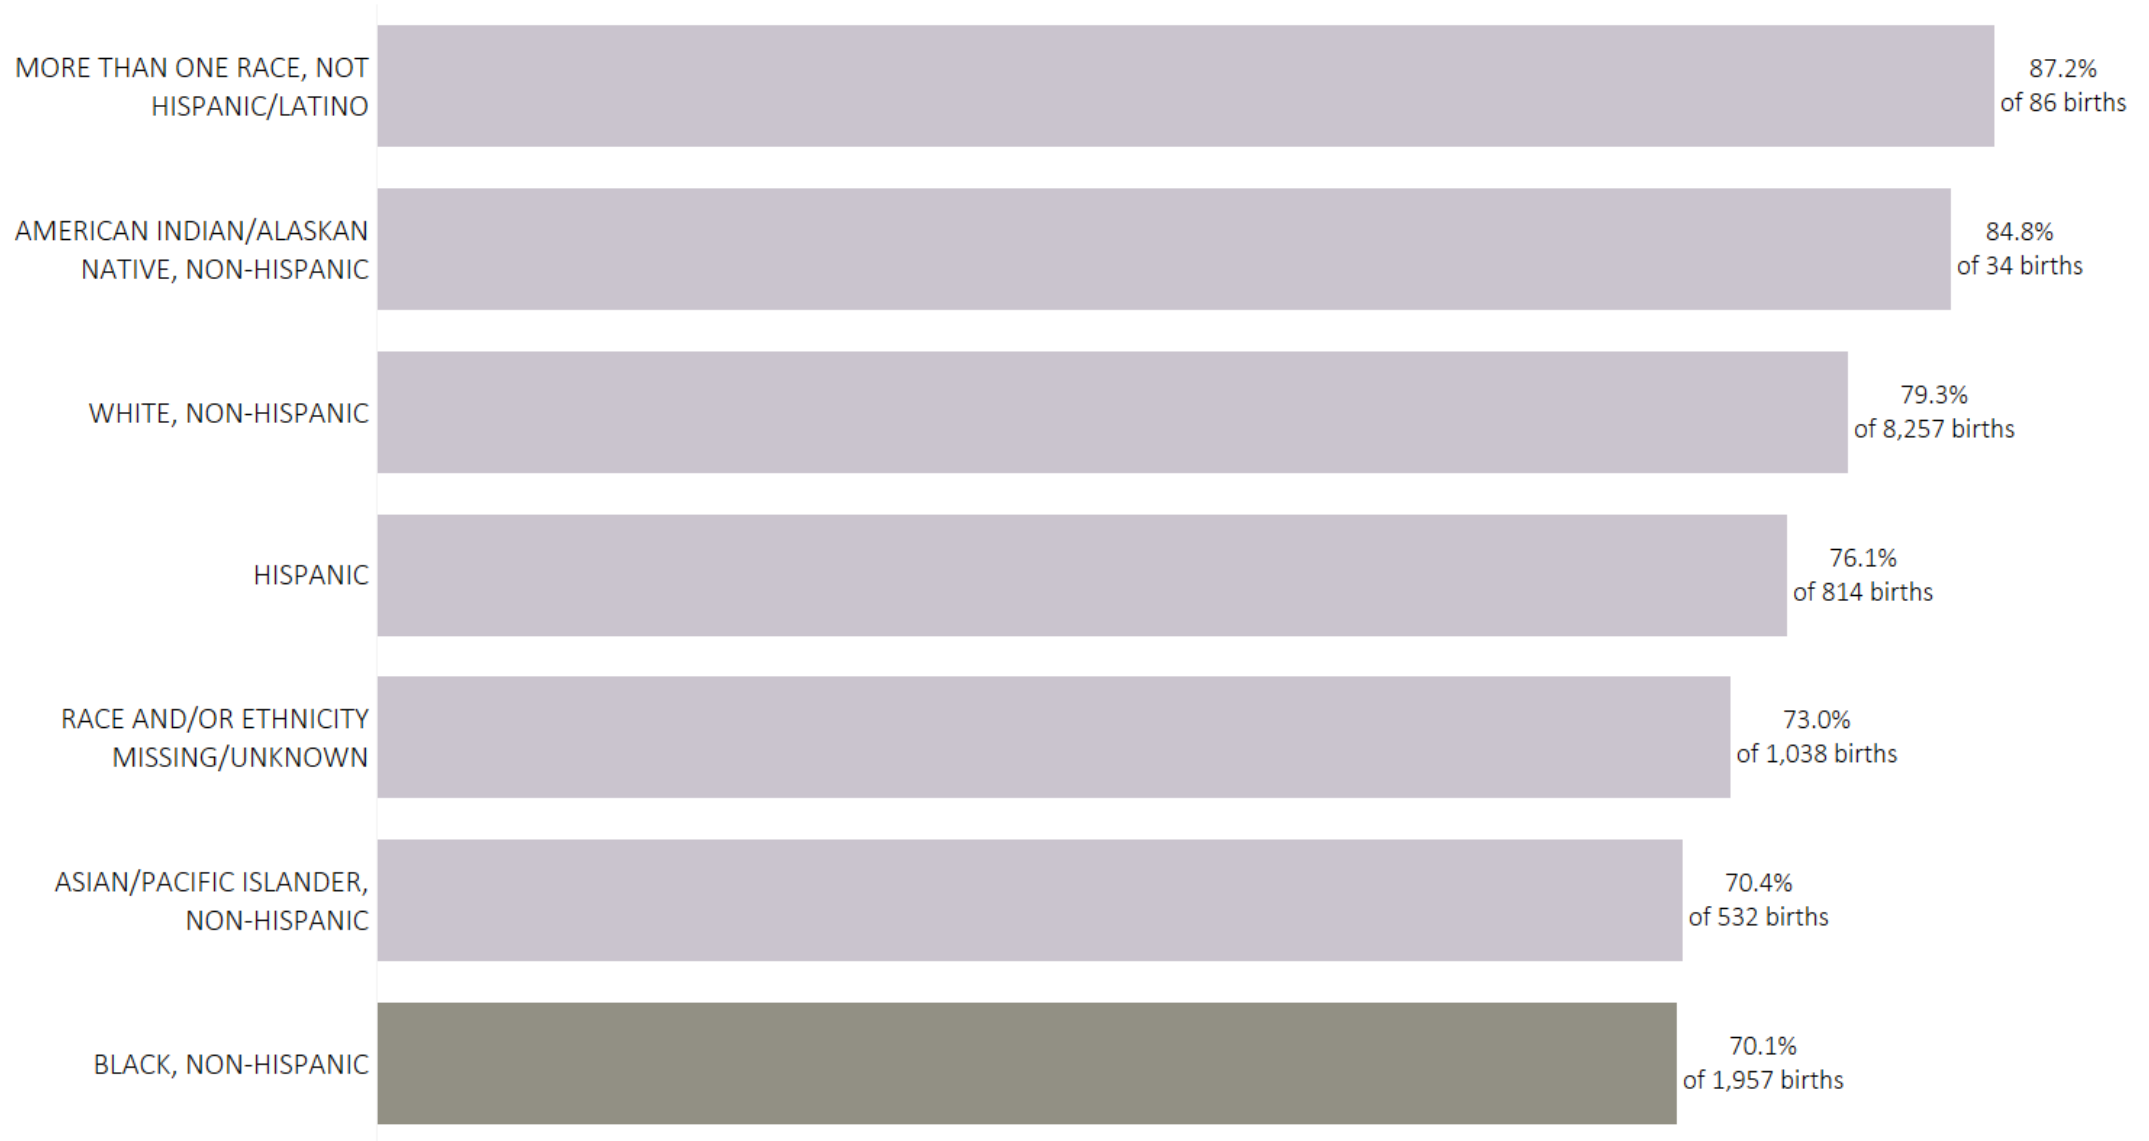 MORE THAN ONE RACE, NOT
HISPANIC/LATINO
87.2%
of 86 births
AMERICAN INDIAN/ALASKAN
NATIVE, NON-HISPANIC
84.8%
of 34 births
WHITE, NON-HISPANIC
79.3%
of 8,257 births
HISPANIC
76.1%
of 814 births
RACE AND/OR ETHNICITY
MISSING/UNKNOWN
73.0%
of 1,038 births
ASIAN/PACIFIC ISLANDER,
NON-HISPANIC
70.4%
of 532 births
BLACK, NON-HISPANIC
70.1%
of 1,957 births